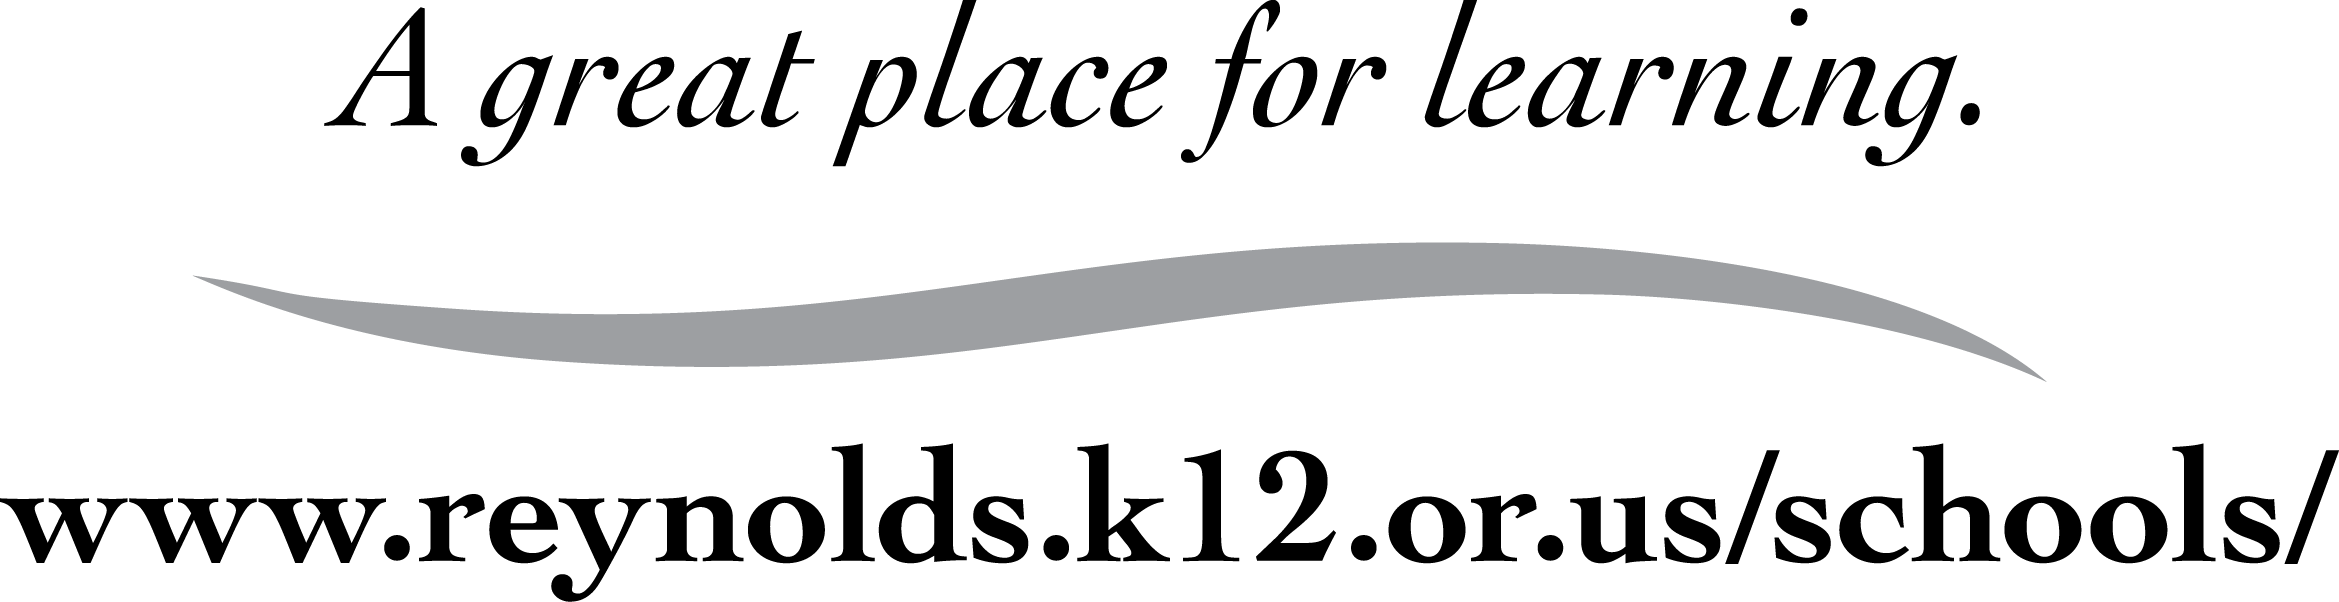 A great place for learning.
www.reynolds.k12.or.us/schools/